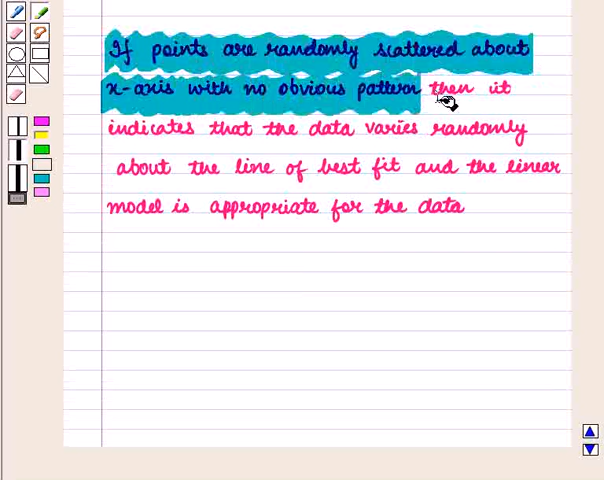 If points are randomly scattered about
x-axis with no obvious pattern then it
indicates that the data varies randomly
about the line of best fit and the linear
model is appropriate for the data